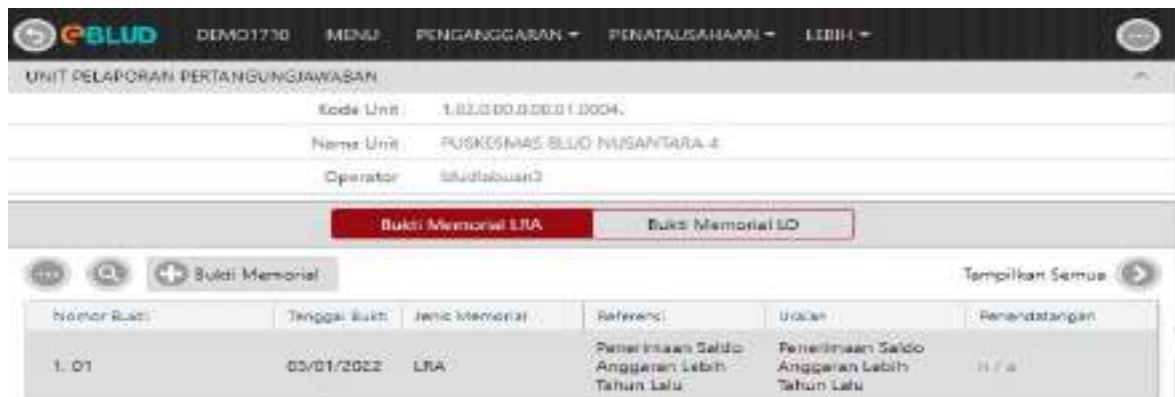 eBLUD DEMO1710 MENU PENGANGGARAN PENATAUSAHAAN LEBIH
UNIT PELAPORAN PERTANGUNGJAWABAN
Kode Unit 1.02.0.00.0.00.01.0004.
Nama Unit PUSKESMAS BLUD NUSANTARA 4
Operator bludlabuan3
Bukti Memorial LRA Bukti Memorial LO
Bukti Memorial Tampilkan Semua
Nomor Bukti Tanggal Bukti Jenis Memorial Referensi Uraian Penandatangan
1. 01 03/01/2022 LRA Penerimaan Saldo Anggaran Lebih Tahun Lalu Penerimaan Saldo Anggaran Lebih Tahun Lalu n / a